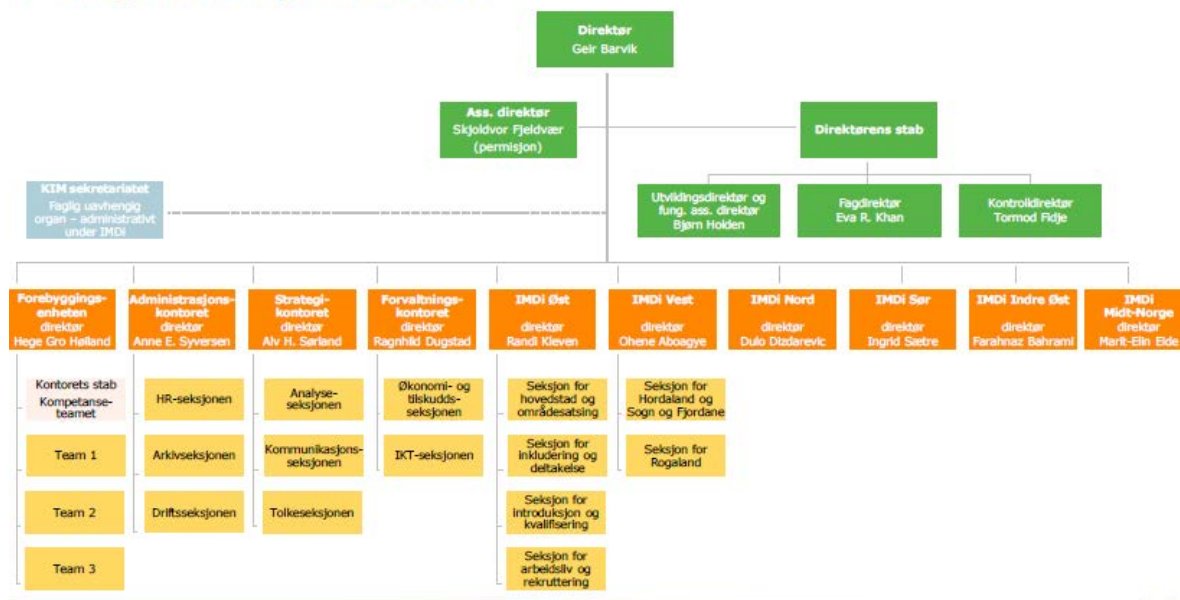 Direktør
Geir Barvik
Ass. direktør
Skjoldvor Fjeldvær
(permisjon)
Direktørens stab
KIM sekretariatet
Faglig uavhengig
organ – administrativt
under IMDi
Utviklingsdirektør og
fung. ass. direktør
Bjørn Holden
Fagdirektør
Eva R. Khan
Kontrolldirektør
Tormod Fidje
Forebyggings-
enheten
direktør
Hege Gro Høiland
Administrasjons-
kontoret
direktør
Anne E. Syversen
Strategi-
kontoret
direktør
Alv H. Sørland
Forvaltnings-
kontoret
direktør
Ragnhild Dugstad
IMDi Øst
direktør
Randi Kleven
IMDi Vest
direktør
Ohene Aboagye
IMDi Nord
direktør
Dulo Dizdarevic
IMDi Sør
direktør
Ingrid Sætre
IMDi Indre Øst
direktør
Farahnaz Bahrami
IMDi
Midt-Norge
direktør
Marit-Elin Eide
Kontorets stab
Kompetanse-
teamet
Team 1
Team 2
Team 3
HR-seksjonen
Arkivseksjonen
Driftsseksjonen
Analyse-
seksjonen
Kommunikasjons-
seksjonen
Tolkeseksjonen
Økonomi- og
tilskudds-
seksjonen
IKT-seksjonen
Seksjon for
hovedstad og
områdesatsing
Seksjon for
inkludering og
deltakelse
Seksjon for
introduksjon og
kvalifisering
Seksjon for
arbeidsliv og
rekruttering
Seksjon for
Hordaland og
Sogn og Fjordane
Seksjon for
Rogaland